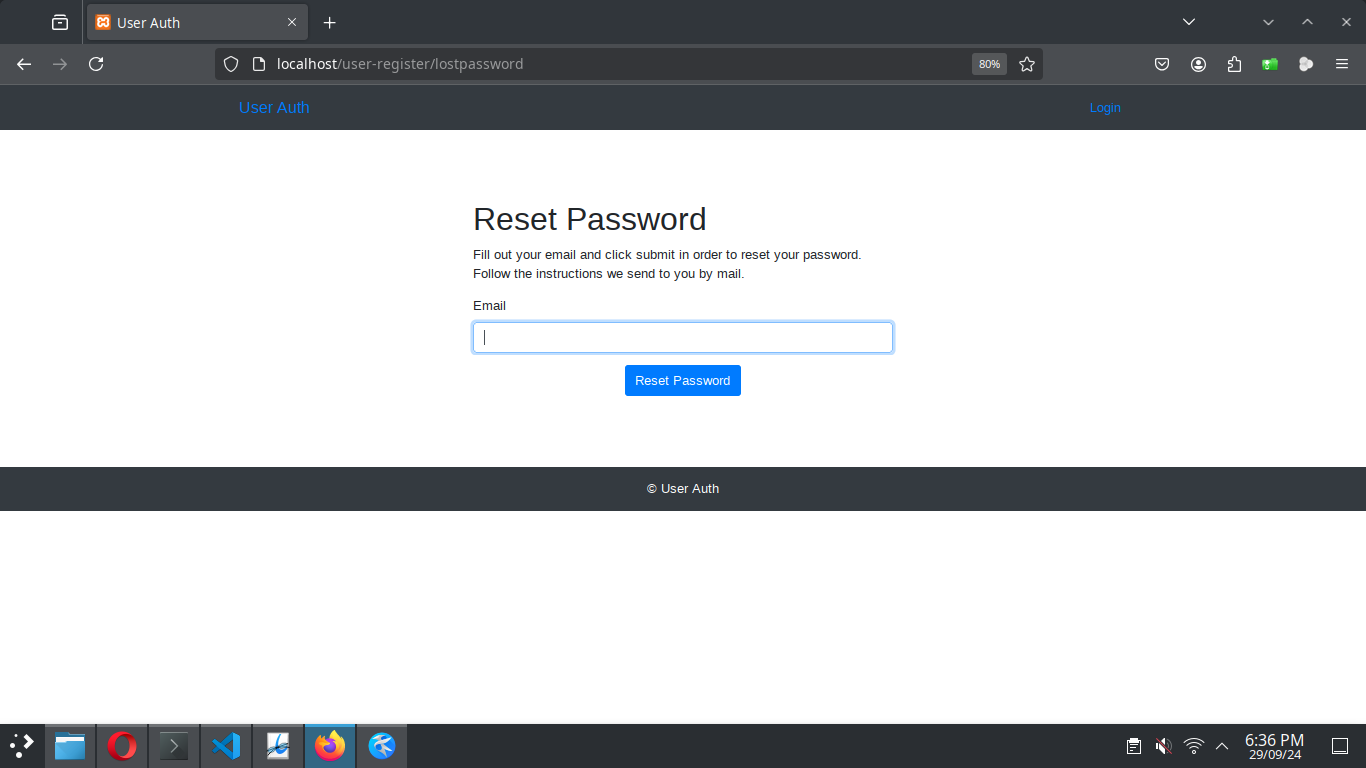 User Auth
localhost/user-register/lostpassword
80%
User Auth
Login
Reset Password
Fill out your email and click submit in order to reset your password.
Follow the instructions we send to you by mail.
Email
Reset Password
© User Auth
6:36 PM
29/09/24